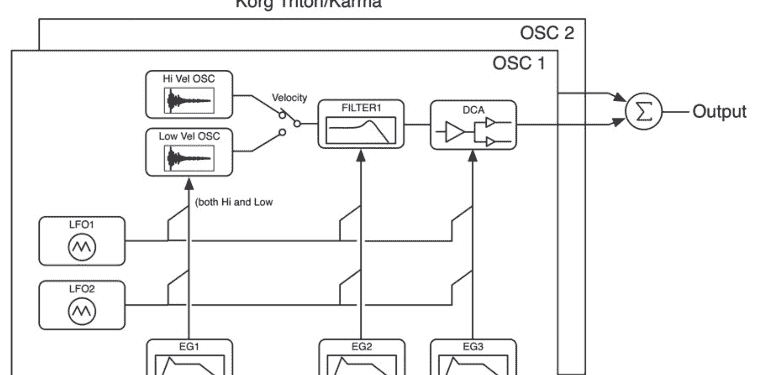 Korg Triton/Karma
OSC 2
OSC 1
Hi Vel OSC
Velocity
FILTER1
DCA
Low Vel OSC
Σ
Output
(both Hi and Low
LFO1
LFO2
EG1
EG2
EG3